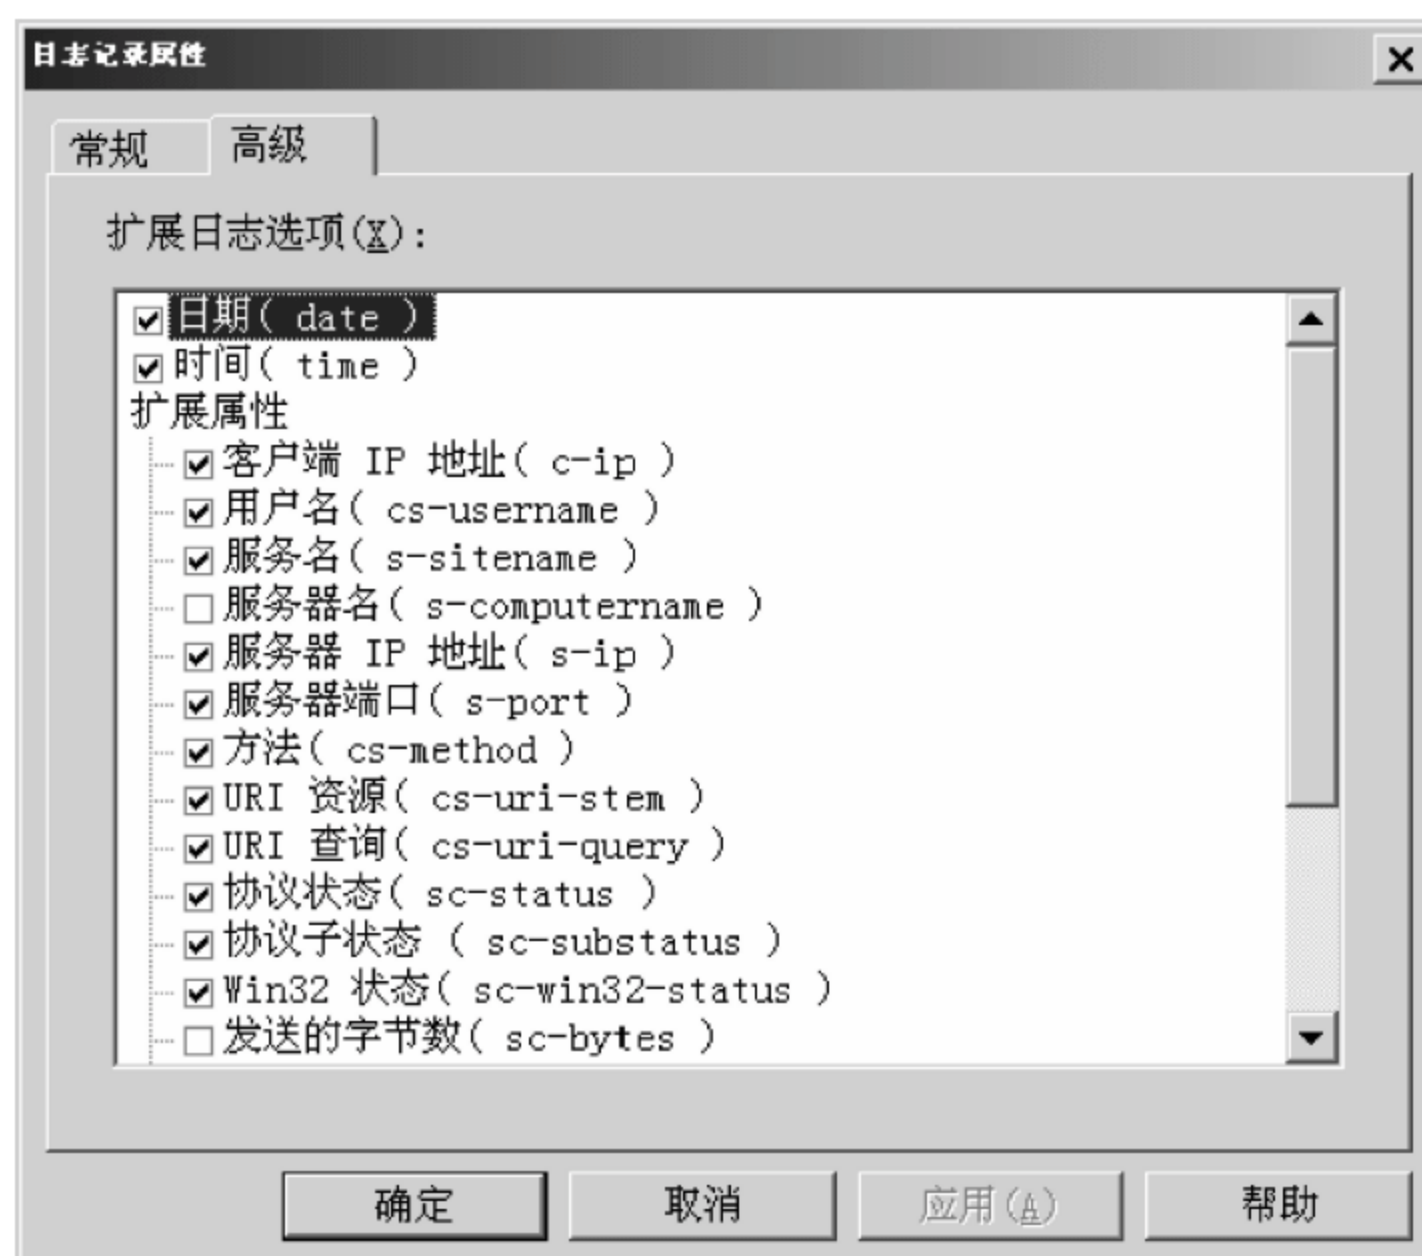 日志记录属性
常规 高级
扩展日志选项(X):
日期( date )
时间( time )
扩展属性
客户端 IP 地址( c-ip )
用户名( cs-username )
服务名( s-sitename )
服务器名( s-computername )
服务器 IP 地址( s-ip )
服务器端口( s-port )
方法( cs-method )
URI 资源( cs-uri-stem )
URI 查询( cs-uri-query )
协议状态( sc-status )
协议子状态 ( sc-substatus )
Win32 状态( sc-win32-status )
发送的字节数( sc-bytes )
确定 取消 应用(A) 帮助